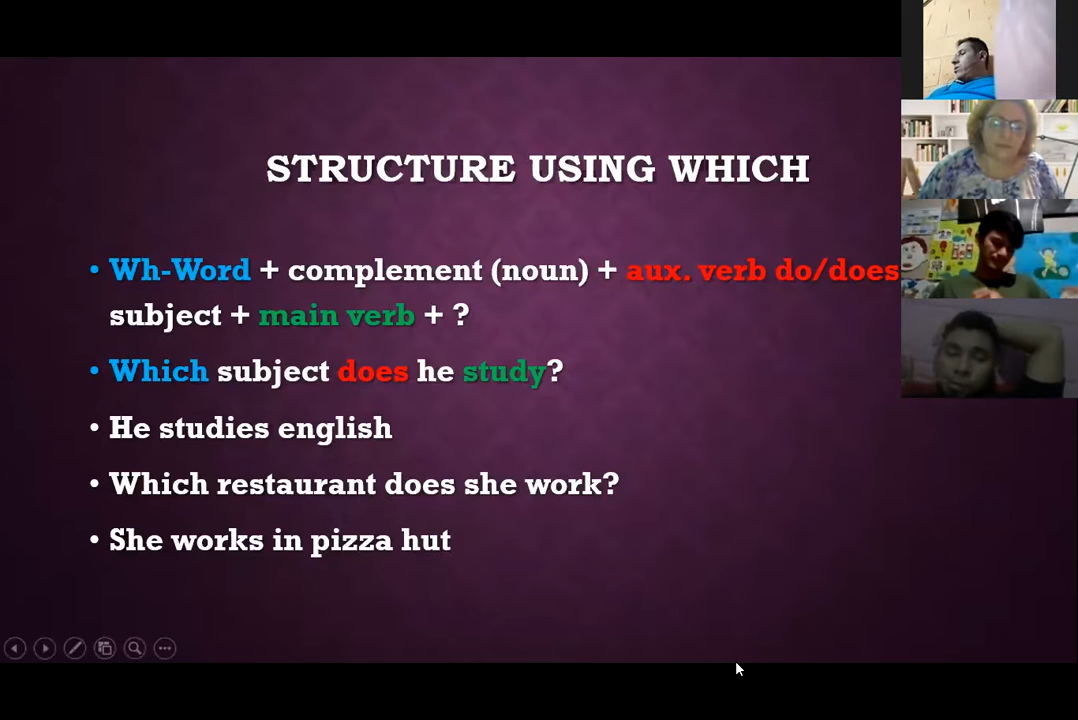 STRUCTURE USING WHICH
• Wh-Word + complement (noun) + aux. verb do/does
subject + main verb + ?
• Which subject does he study?
• He studies english
• Which restaurant does she work?
• She works in pizza hut